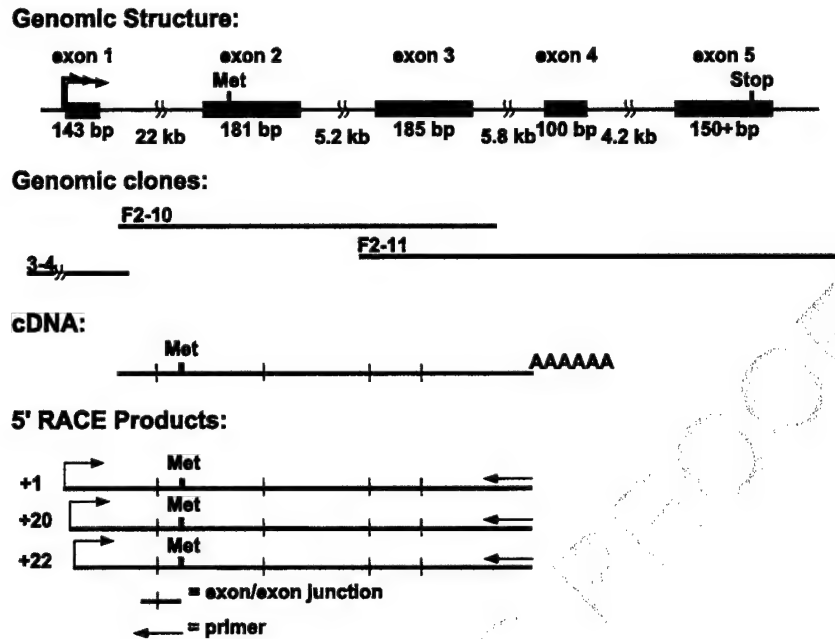 Genomic Structure:
exon 1 exon 2 exon 3 exon 4 exon 5
Met Stop
143 bp 22 kb 181 bp 5.2 kb 185 bp 5.8 kb 100 bp 4.2 kb 150+ bp
Genomic clones:
F2-10
F2-11
3-4
cDNA:
Met AAAAAA
5' RACE Products:
+1 Met
+20 Met
+22 Met
= exon/exon junction
= primer